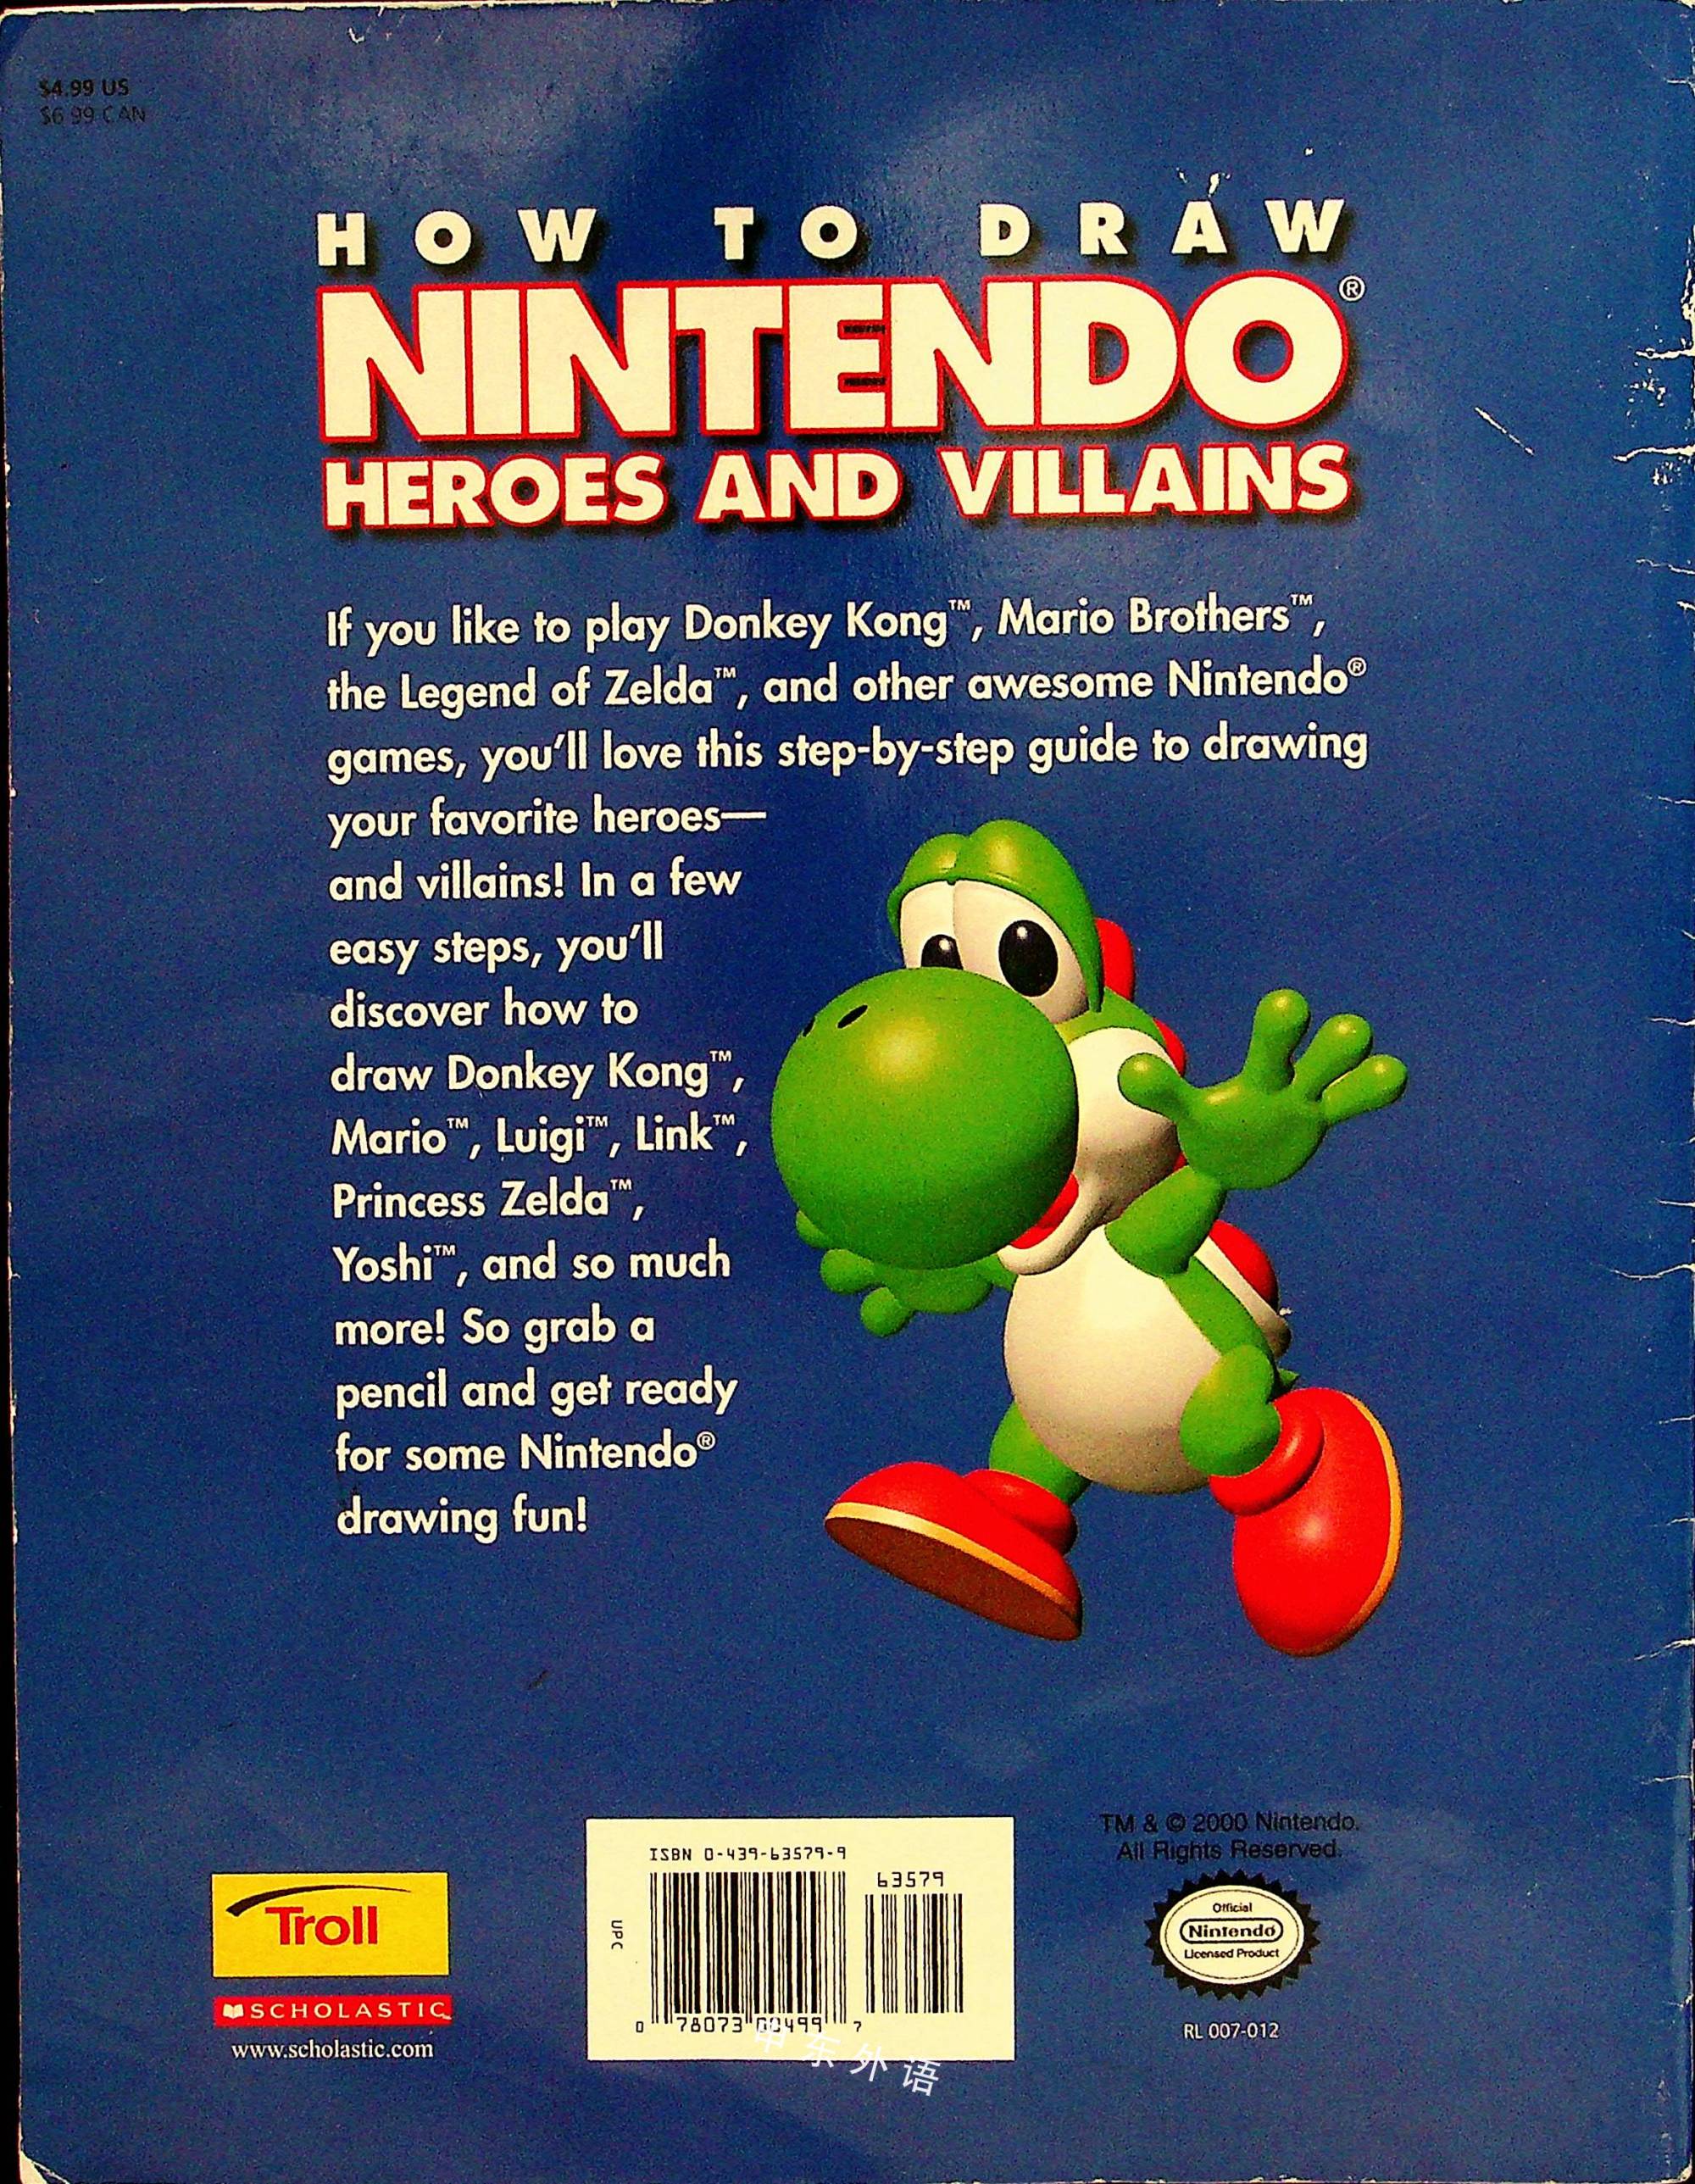 $4.99 US
$6.99 CAN
HOW TO DRAW
NINTENDO®
HEROES AND VILLAINS
If you like to play Donkey Kong™, Mario Brothers™,
the Legend of Zelda™, and other awesome Nintendo®
games, you'll love this step-by-step guide to drawing
your favorite heroes—
and villains! In a few
easy steps, you'll
discover how to
draw Donkey Kong™,
Mario™, Luigi™, Link™,
Princess Zelda™,
Yoshi™, and so much
more! So grab a
pencil and get ready
for some Nintendo®
drawing fun!
Troll
SCHOLASTIC
www.scholastic.com
ISBN 0-439-63579-9
63579
UPC
0 78073 00499 7
TM & © 2000 Nintendo.
All Rights Reserved.
Official
Nintendo
Licensed Product
RL 007-012
东外语